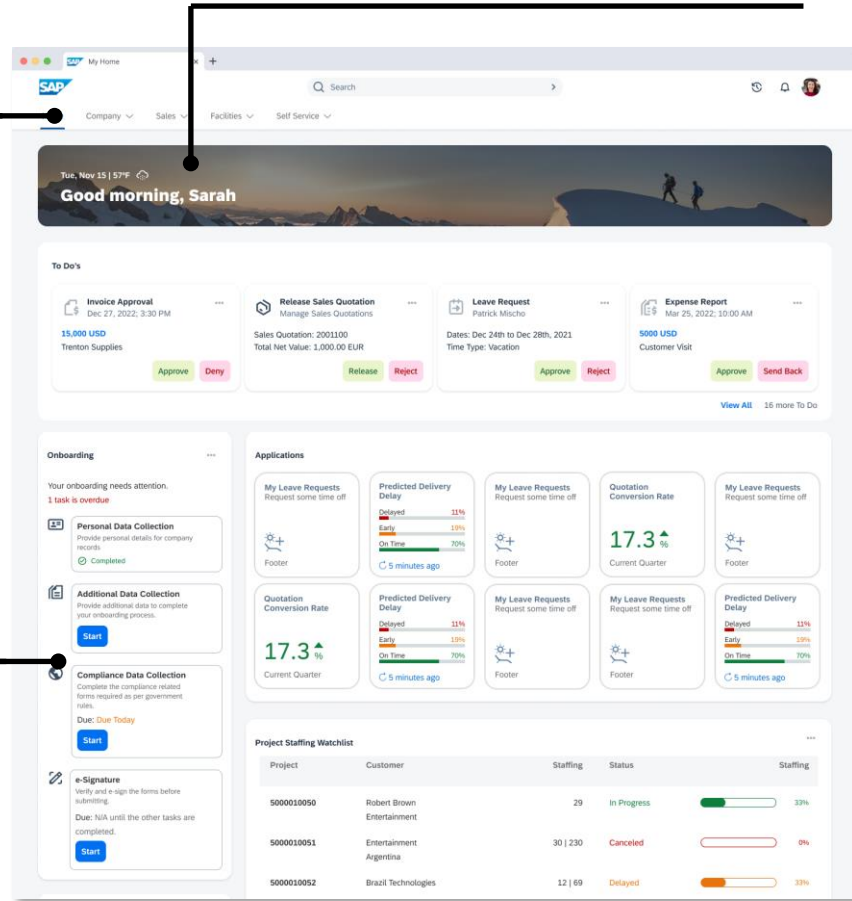 SAP My Home × +
SAP
Search
Company Sales Facilities Self Service
Tue, Nov 15 | 57°F
Good morning, Sarah
To Do's
Invoice Approval
Dec 27, 2022; 3:30 PM
15,000 USD
Trenton Supplies
Approve Deny
Release Sales Quotation
Manage Sales Quotations
Sales Quotation: 2001100
Total Net Value: 1,000.00 EUR
Release Reject
Leave Request
Patrick Mischo
Dates: Dec 24th to Dec 28th, 2021
Time Type: Vacation
Approve Reject
Expense Report
Mar 25, 2022; 10:00 AM
5000 USD
Customer Visit
Approve Send Back
View All 16 more To Do
Onboarding
Your onboarding needs attention.
1 task is overdue
Personal Data Collection
Provide personal details for company
records
Completed
Additional Data Collection
Provide additional data to complete
your onboarding process.
Start
Compliance Data Collection
Complete the compliance related
forms required as per government
rules.
Due: Due Today
Start
e-Signature
Verify and e-sign the forms before
submitting.
Due: N/A until the other tasks are
completed.
Start
Applications
My Leave Requests
Request some time off
Footer
Predicted Delivery
Delay
Delayed 11%
Early 19%
On Time 70%
5 minutes ago
My Leave Requests
Request some time off
Footer
Quotation
Conversion Rate
17.3 %
Current Quarter
My Leave Requests
Request some time off
Footer
Quotation
Conversion Rate
17.3 %
Current Quarter
Predicted Delivery
Delay
Delayed 11%
Early 19%
On Time 70%
5 minutes ago
My Leave Requests
Request some time off
Footer
My Leave Requests
Request some time off
Footer
Predicted Delivery
Delay
Delayed 11%
Early 19%
On Time 70%
5 minutes ago
Project Staffing Watchlist
Project Customer Staffing Status Staffing
5000010050 Robert Brown 29 In Progress 33%
Entertainment
5000010051 Entertainment 30 | 230 Canceled 0%
Argentina
5000010052 Brazil Technologies 12 | 69 Delayed 33%